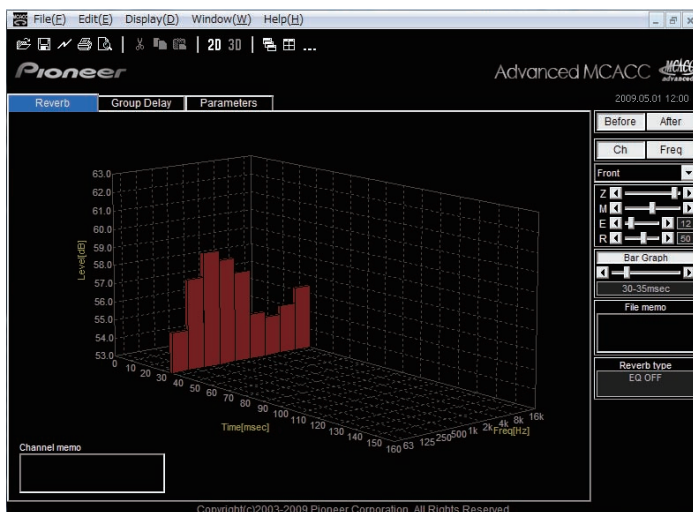 File(F) Edit(E) Display(D) Window(W) Help(H)
2D 3D ...
Pioneer
Advanced MCACC MCACC advanced
Reverb Group Delay Parameters
2009.05.01 12:00
Before After
Ch Freq
Front
Z
M
E 12
R 50
Bar Graph
30-35msec
File memo
Reverb type
EQ OFF
63.0
62.0
61.0
60.0
59.0
58.0
57.0
56.0
55.0
54.0
53.0
Level[dB]
0 10 20 30 40 50 60 70 80 90 100 110 120 130 140 150 160
Time[msec]
63 125 250 500 1k 2k 4k 8k 16k
Freq[Hz]
Channel memo
Copyright(c)2003-2009 Pioneer Corporation. All Rights Reserved.